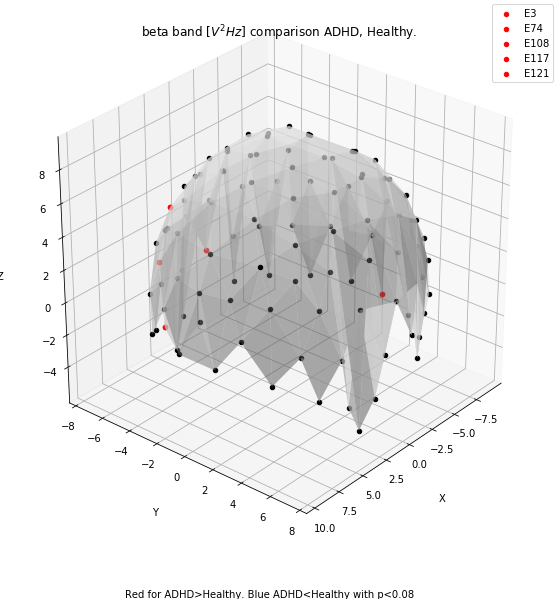 beta band [V²Hz] comparison ADHD, Healthy.
E3
E74
E108
E117
E121
8
6
4
2
0
−2
−4
Z
−8
−6
−4
−2
0
2
4
6
8
Y
10.0
7.5
5.0
2.5
0.0
−2.5
−5.0
−7.5
X
Red for ADHD>Healthy. Blue ADHD<Healthy with p<0.08